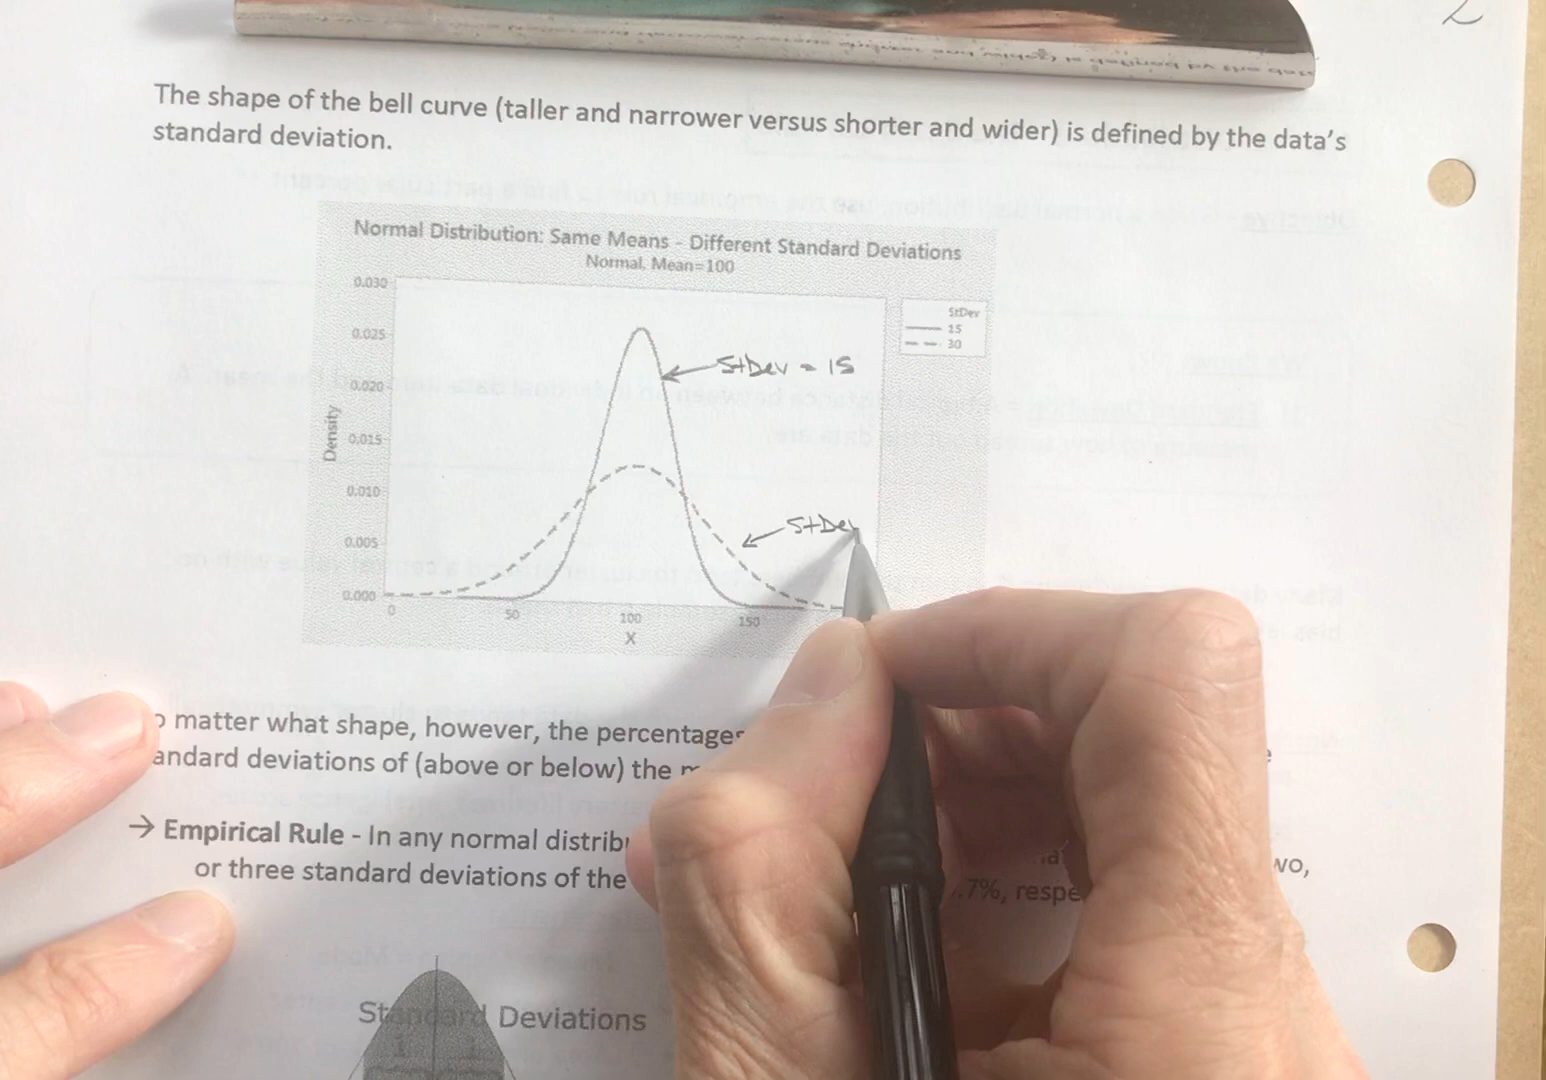 2
The shape of the bell curve (taller and narrower versus shorter and wider) is defined by the data's
standard deviation.
Normal Distribution: Same Means - Different Standard Deviations
Normal, Mean=100
0.030
0.025
0.020
0.015
0.010
0.005
0.000
Density
StDev
15
30
StDev = 15
StDev
0
50
100
150
X
matter what shape, however, the percentages
andard deviations of (above or below) the
→ Empirical Rule - In any normal distribu
wo,
or three standard deviations of the
.7%, respe
Standard Deviations